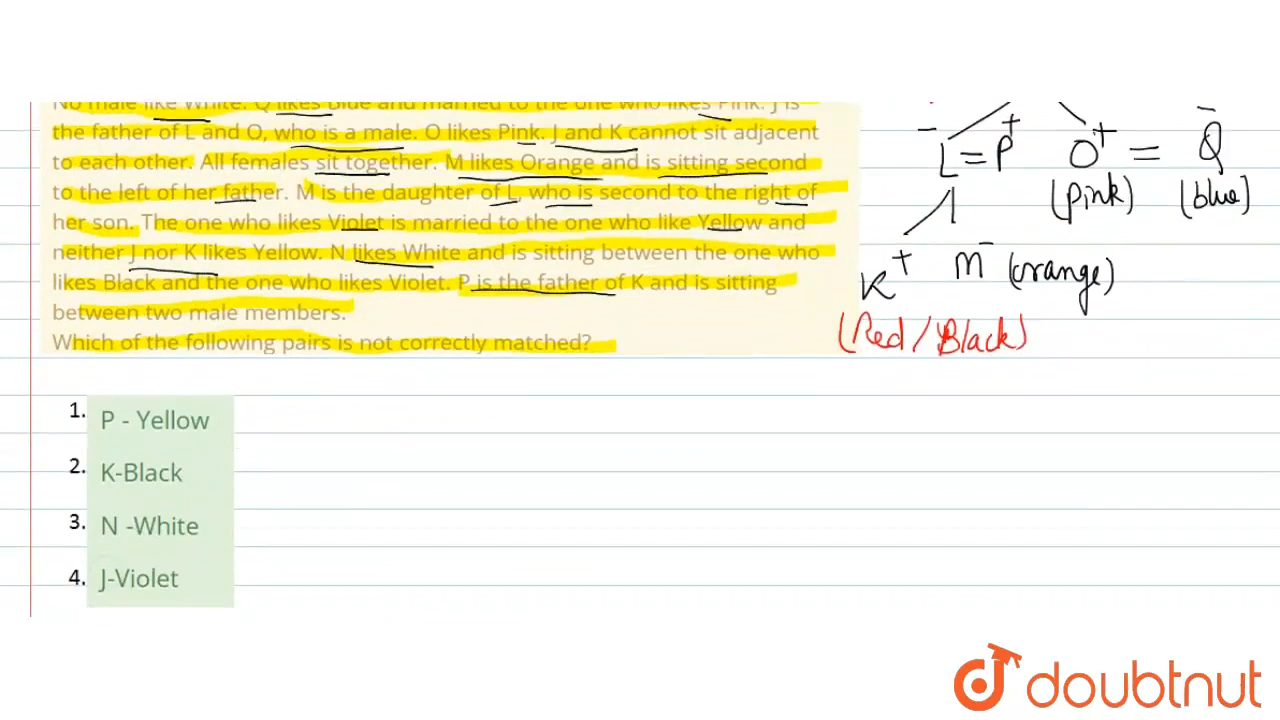 No male like White. Q likes Blue and married to the one who likes Pink. J is
the father of L and O, who is a male. O likes Pink. J and K cannot sit adjacent
to each other. All females sit together. M likes Orange and is sitting second
to the left of her father. M is the daughter of L, who is second to the right of
her son. The one who likes Violet is married to the one who like Yellow and
neither J nor K likes Yellow. N likes White and is sitting between the one who
likes Black and the one who likes Violet. P is the father of K and is sitting
between two male members.
Which of the following pairs is not correctly matched?
1. P - Yellow
2. K-Black
3. N -White
4. J-Violet
L = P + O + = Q -
(Pink) (blue)
K + M - (orange)
(Red / Black)
doubtnut